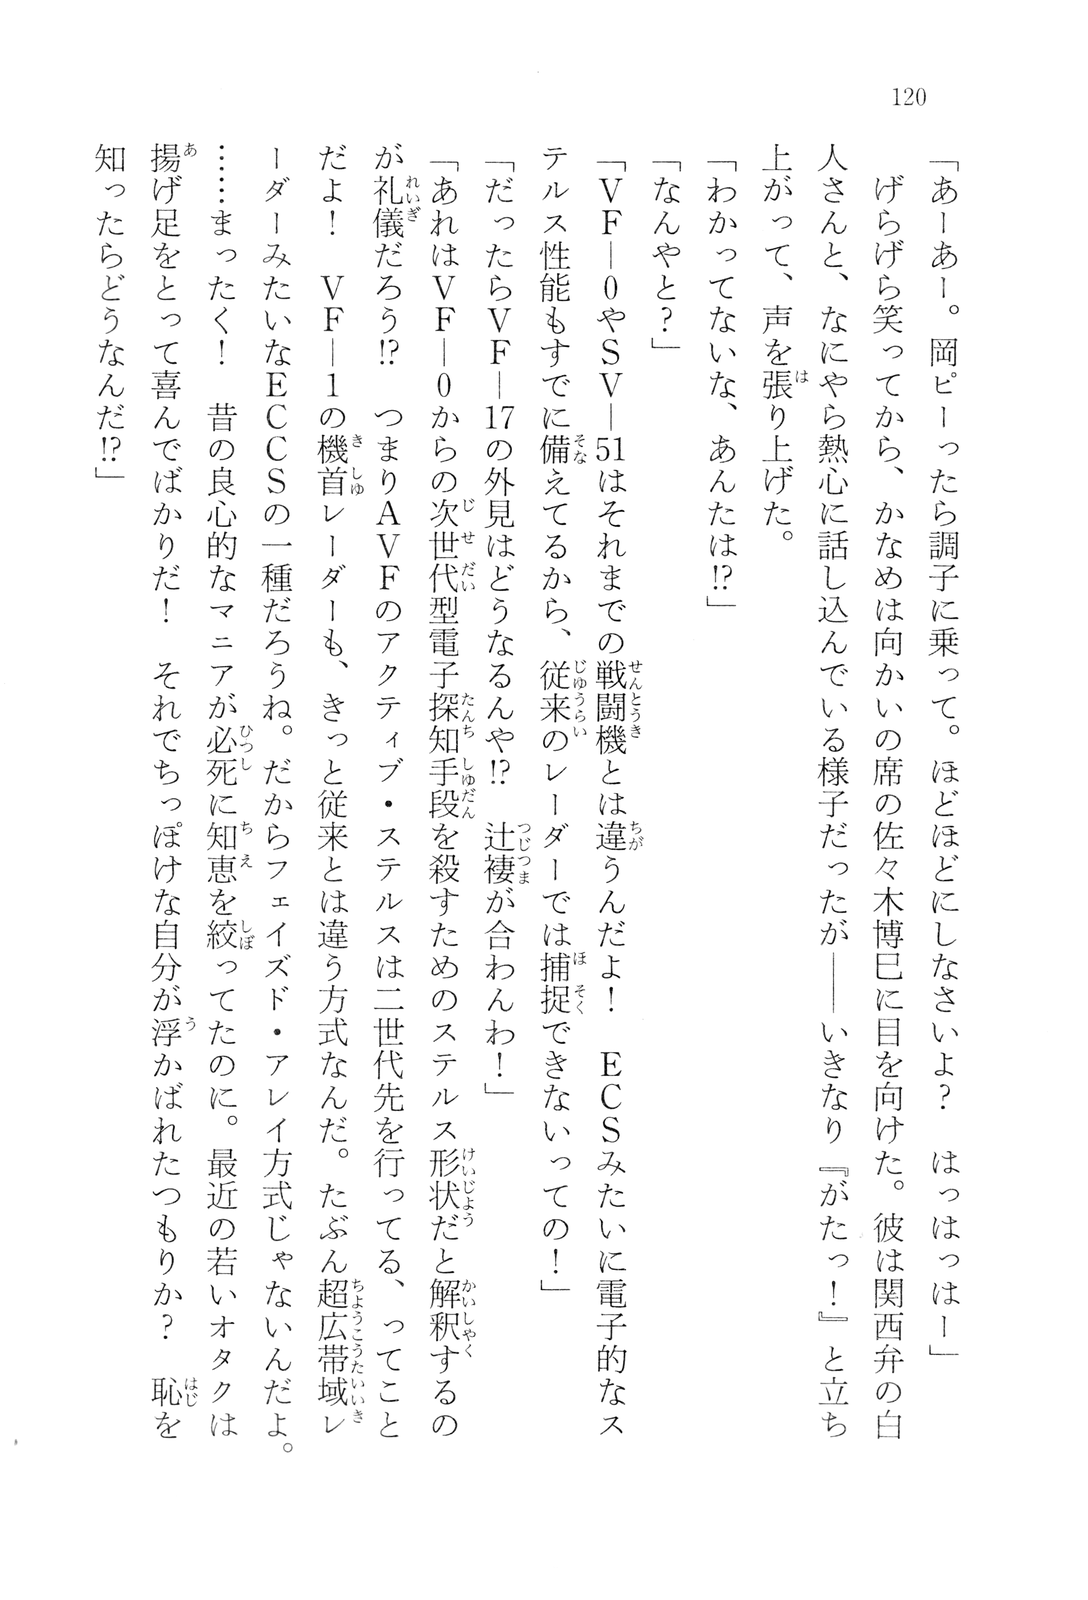 120
「あーあー。岡ピーったら調子に乗って。ほどほどにしなさいよ？　はっはっはー」
　げらげら笑ってから、かなめは向かいの席の佐々木博巳に目を向けた。彼は関西弁の白
人さんと、なにやら熱心に話し込んでいる様子だったが――いきなり『がたっ！』と立ち
上がって、声を張り上げた。
「わかってないな、あんたは!?」
「なんやと？」
「ＶＦ―０やＳＶ―51はそれまでの戦闘機とは違うんだよ！　ＥＣＳみたいに電子的なス
テルス性能もすでに備えてるから、従来のレーダーでは捕捉できないっての！」
「だったらＶＦ―17の外見はどうなるんや!?　辻褄が合わんわ！」
「あれはＶＦ―０からの次世代型電子探知手段を殺すためのステルス形状だと解釈するの
が礼儀だろう!?　つまりＡＶＦのアクティブ・ステルスは二世代先を行ってる、ってこと
だよ！　ＶＦ―１の機首レーダーも、きっと従来とは違う方式なんだ。たぶん超広帯域レ
ーダーみたいなＥＣＣＳの一種だろうね。だからフェイズド・アレイ方式じゃないんだよ。
……まったく！　昔の良心的なマニアが必死に知恵を絞ってたのに。最近の若いオタクは
揚げ足をとって喜んでばかりだ！　それでちっぽけな自分が浮かばれたつもりか？　恥を
知ったらどうなんだ!?」